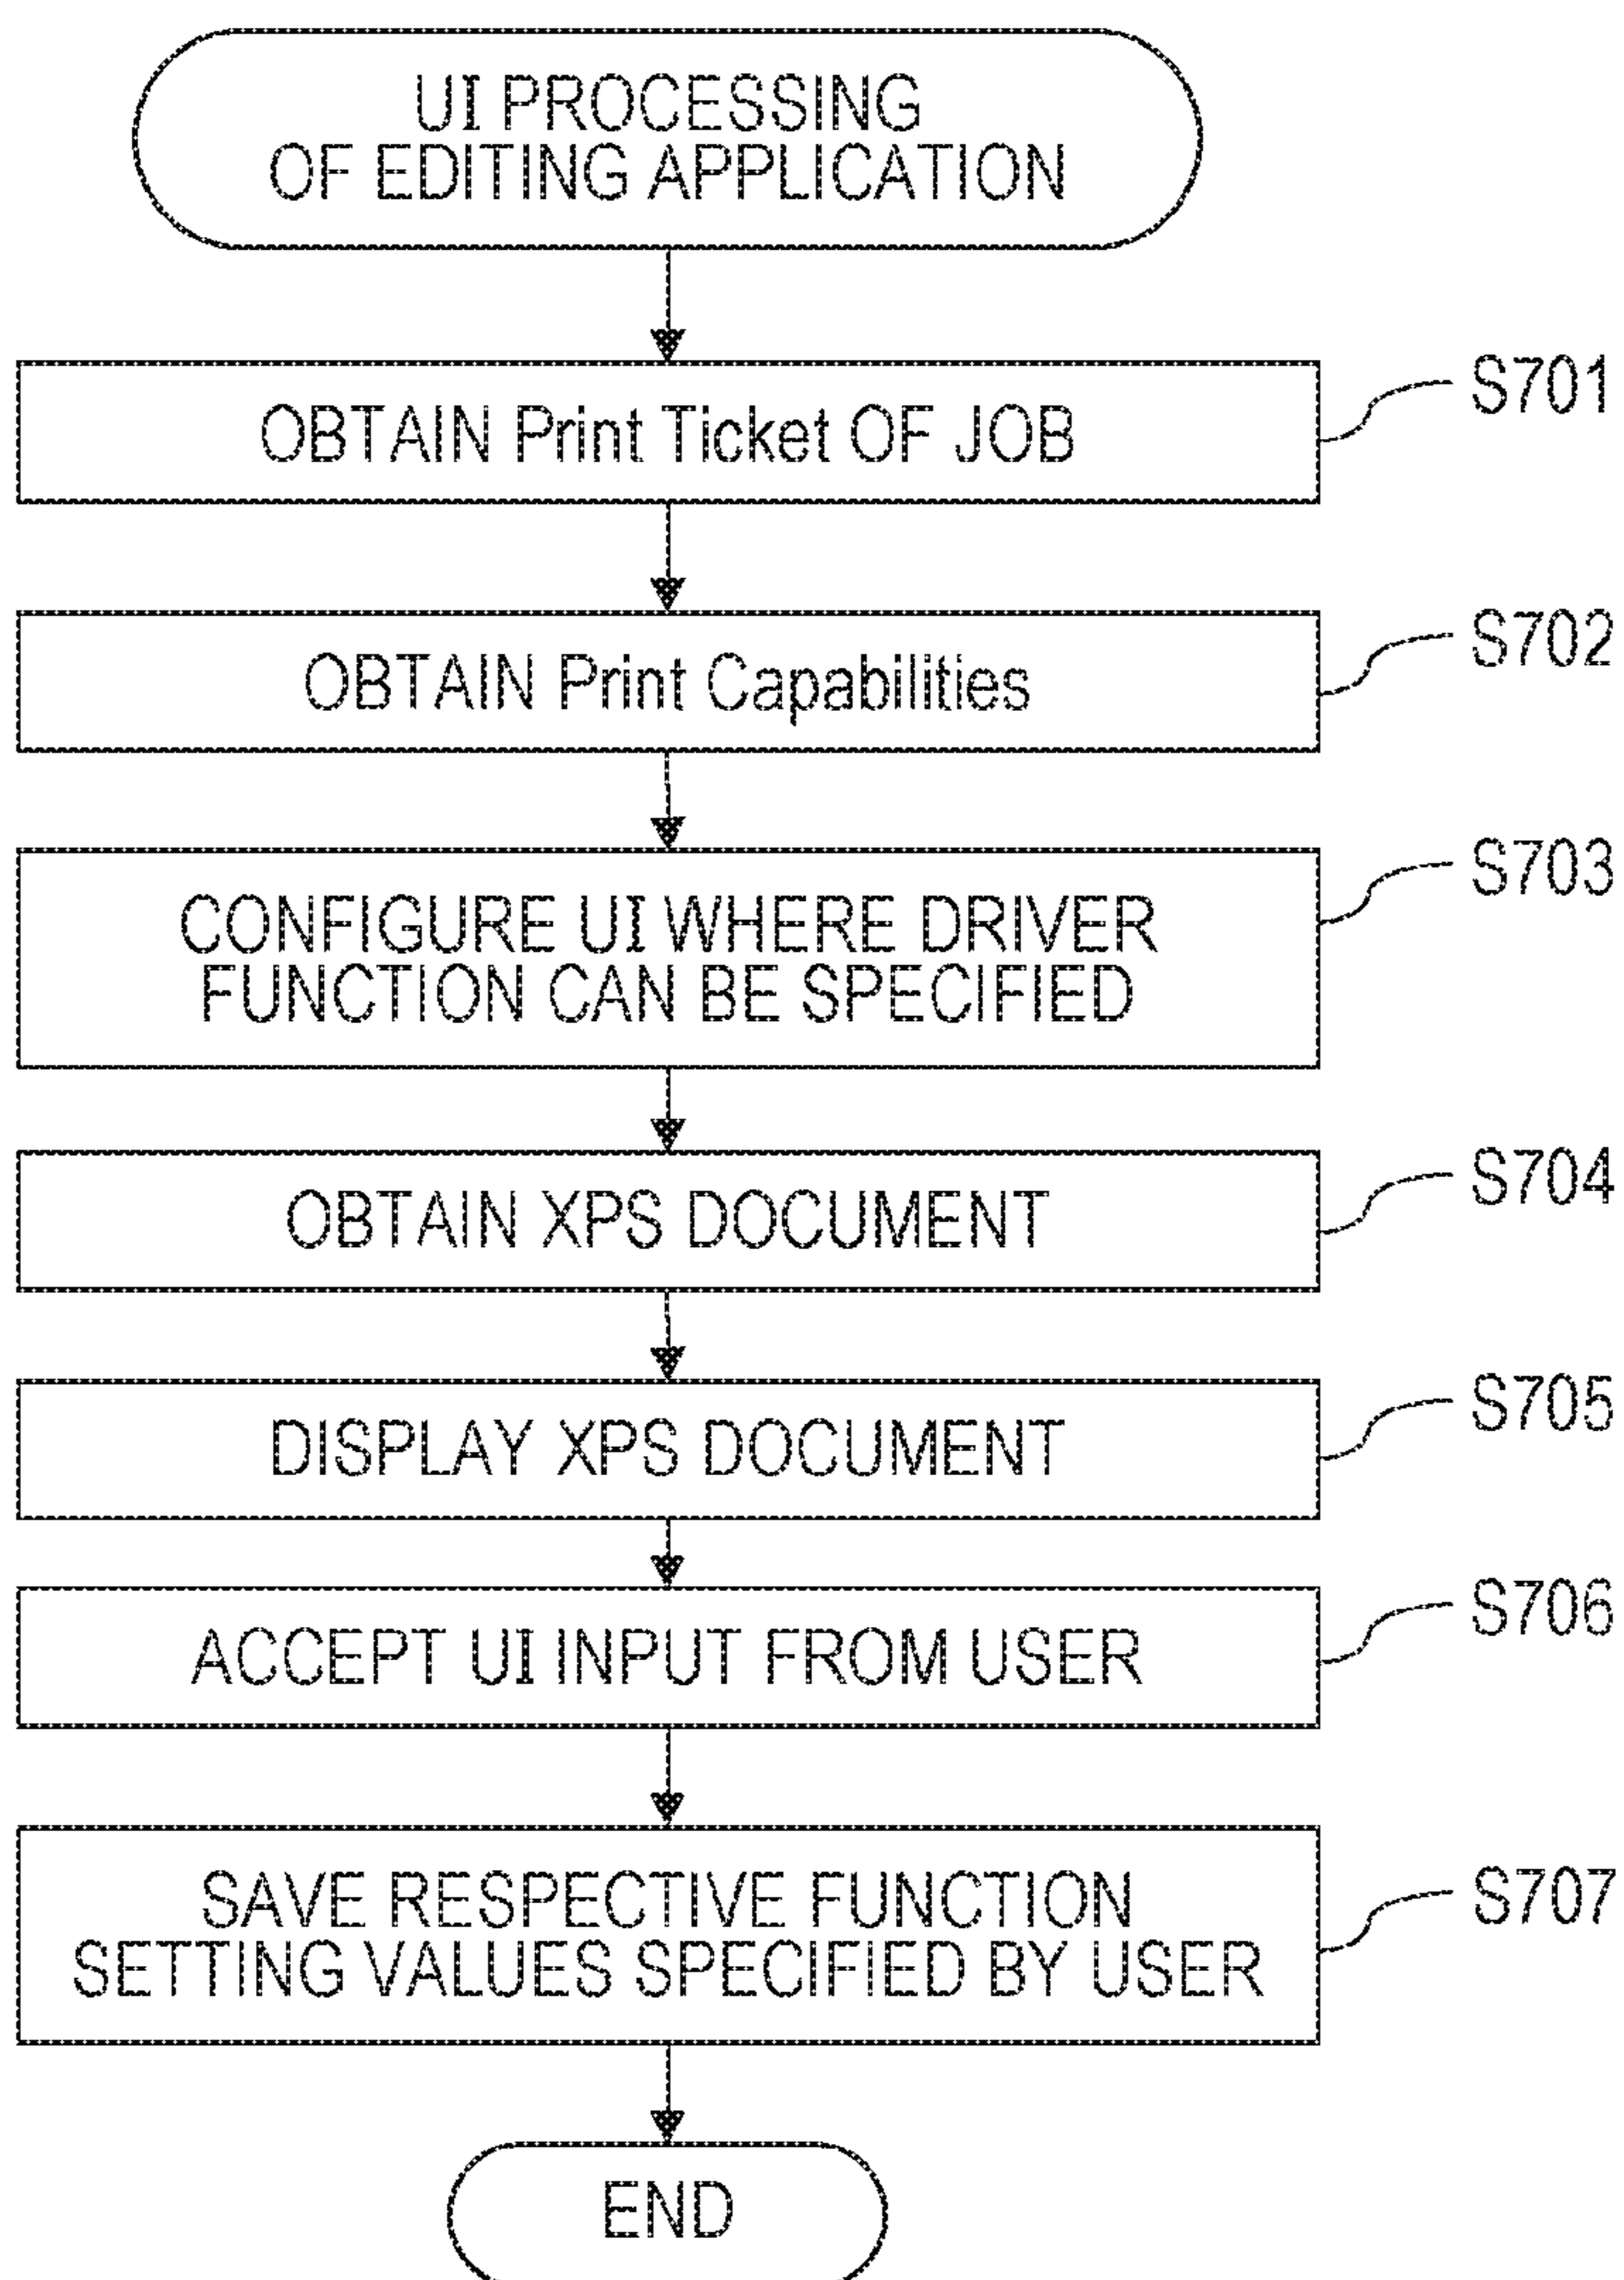 UI PROCESSING
OF EDITING APPLICATION
OBTAIN Print Ticket OF JOB
S701
OBTAIN Print Capabilities
S702
CONFIGURE UI WHERE DRIVER
FUNCTION CAN BE SPECIFIED
S703
OBTAIN XPS DOCUMENT
S704
DISPLAY XPS DOCUMENT
S705
ACCEPT UI INPUT FROM USER
S706
SAVE RESPECTIVE FUNCTION
SETTING VALUES SPECIFIED BY USER
S707
END